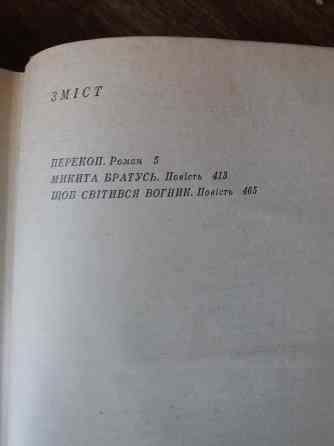 ЗМІСТ
ПЕРЕКОП. Роман 5
МИКИТА БРАТУСЬ. Повість 413
ЩОБ СВІТИВСЯ ВОГНИК. Повість 465